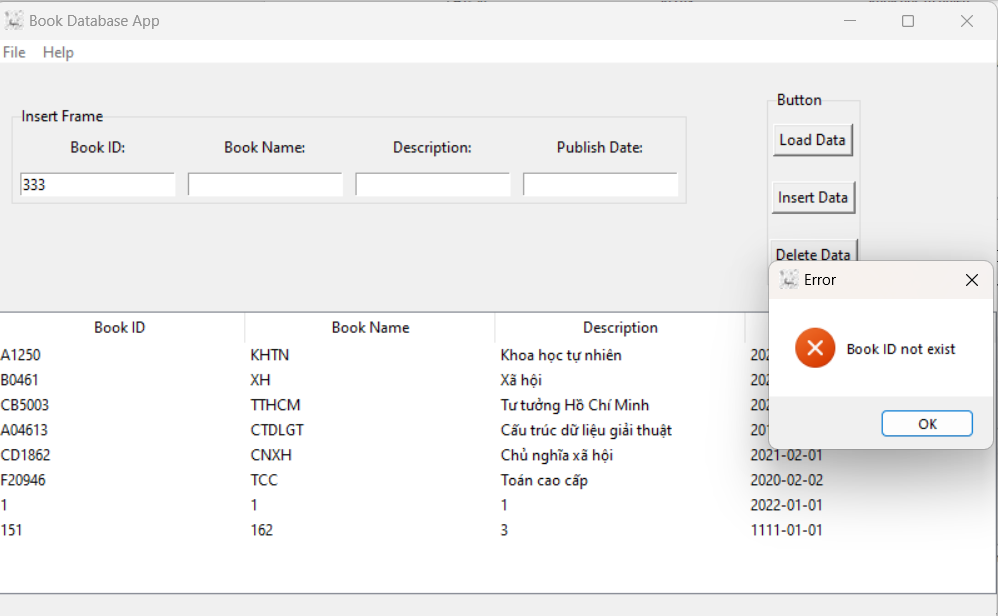 Book Database App
File Help
Insert Frame
Book ID: Book Name: Description: Publish Date:
333
Button
Load Data
Insert Data
Delete Data
Error
Book ID not exist
OK
Book ID Book Name Description
A1250 KHTN Khoa học tự nhiên
B0461 XH Xã hội
CB5003 TTHCM Tư tưởng Hồ Chí Minh
A04613 CTDLGT Cấu trúc dữ liệu giải thuật
CD1862 CNXH Chủ nghĩa xã hội 2021-02-01
F20946 TCC Toán cao cấp 2020-02-02
1 1 1 2022-01-01
151 162 3 1111-01-01